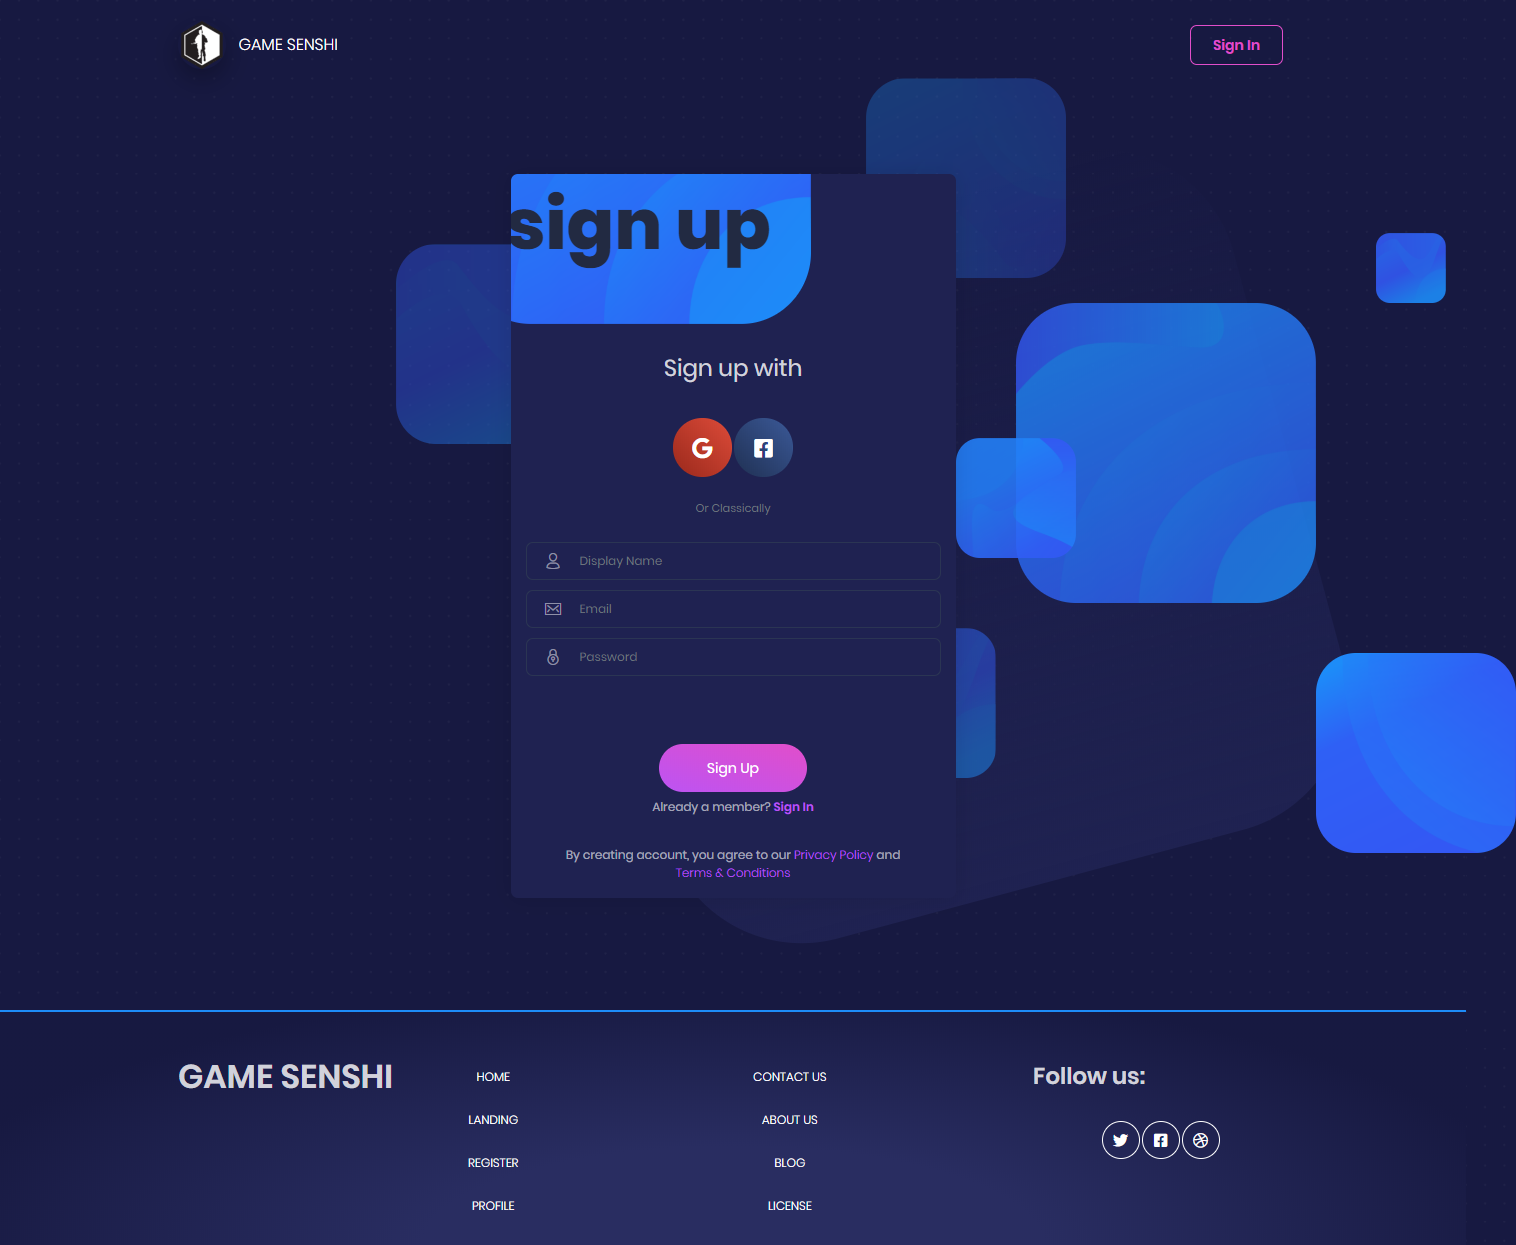 GAME SENSHI
Sign In
sign up
Sign up with
Or Classically
Display Name
Email
Password
Sign Up
Already a member? Sign In
By creating account, you agree to our Privacy Policy and
Terms & Conditions
GAME SENSHI
HOME
LANDING
REGISTER
PROFILE
CONTACT US
ABOUT US
BLOG
LICENSE
Follow us: